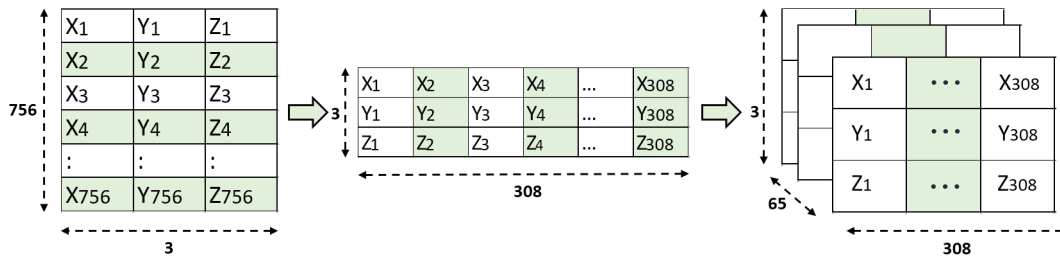 X1 Y1 Z1
X2 Y2 Z2
X3 Y3 Z3
X4 Y4 Z4
: : :
X756 Y756 Z756
756
3
X1 X2 X3 X4 ... X308
Y1 Y2 Y3 Y4 ... Y308
Z1 Z2 Z3 Z4 ... Z308
3
308
X1 ... X308
Y1 ... Y308
Z1 ... Z308
3
65
308